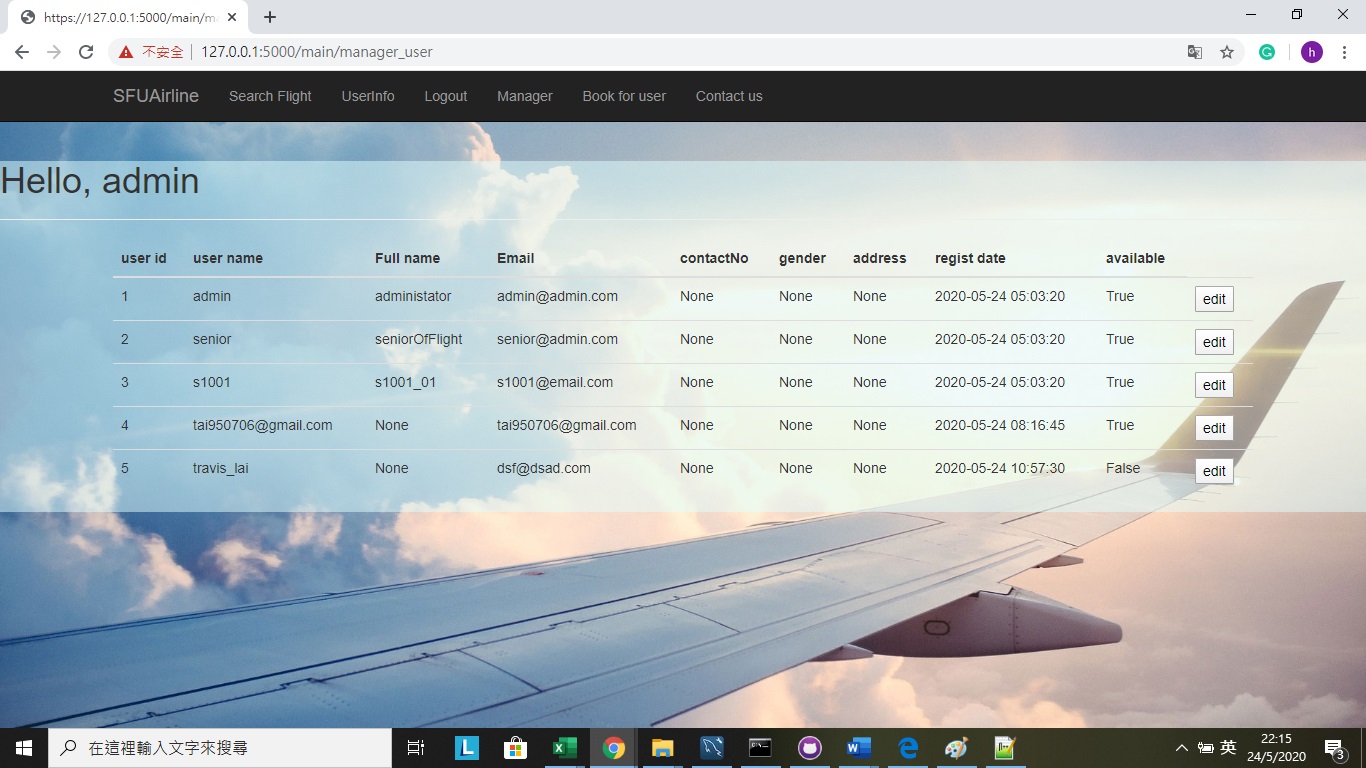 https://127.0.0.1:5000/main/m
不安全 127.0.0.1:5000/main/manager_user h
SFUAirline Search Flight UserInfo Logout Manager Book for user Contact us
Hello, admin
user id user name Full name Email contactNo gender address regist date available
1 admin administator admin@admin.com None None None 2020-05-24 05:03:20 True edit
2 senior seniorOfFlight senior@admin.com None None None 2020-05-24 05:03:20 True edit
3 s1001 s1001_01 s1001@email.com None None None 2020-05-24 05:03:20 True edit
4 tai950706@gmail.com None tai950706@gmail.com None None None 2020-05-24 08:16:45 True edit
5 travis_lai None dsf@dsad.com None None None 2020-05-24 10:57:30 False edit
在這裡輸入文字來搜尋 L 英 22:15
24/5/2020 3